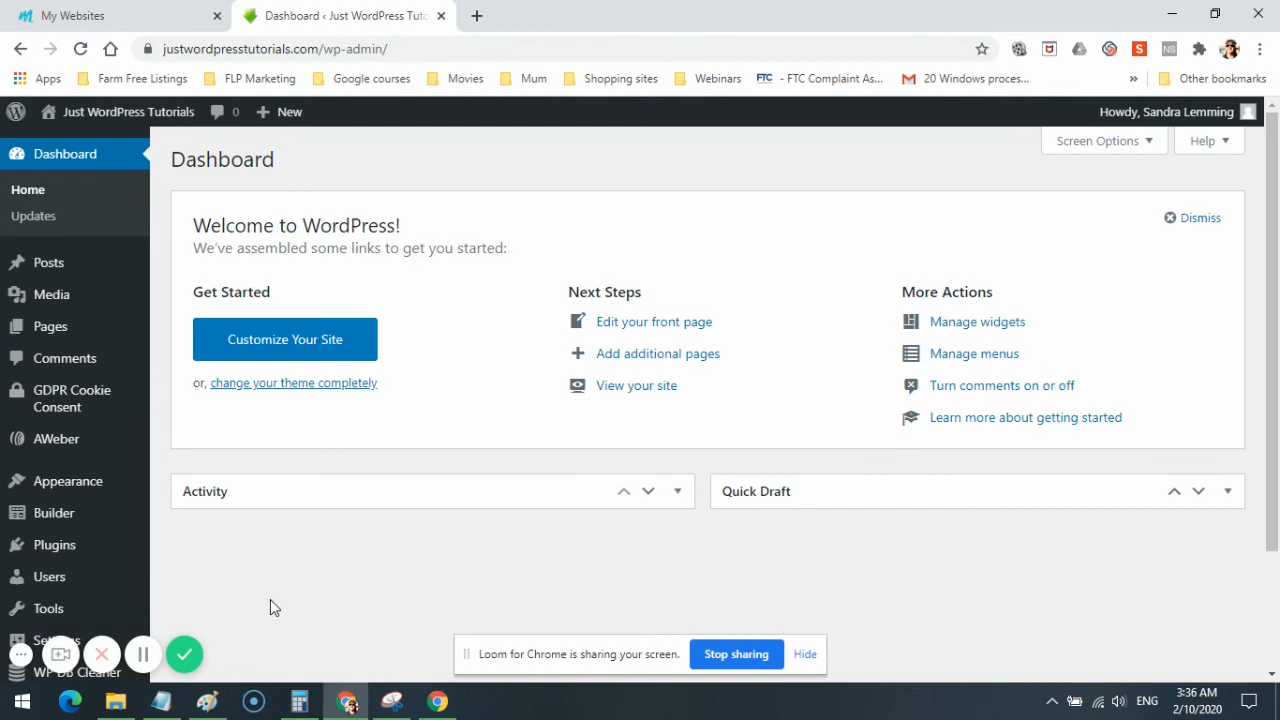 My Websites
Dashboard ‹ Just WordPress Tuto
justwordpresstutorials.com/wp-admin/
Apps
Farm Free Listings
FLP Marketing
Google courses
Movies
Mum
Shopping sites
Webinars
FTC - FTC Complaint As...
20 Windows proces...
»
Other bookmarks
Just WordPress Tutorials
0
New
Howdy, Sandra Lemming
Dashboard
Home
Updates
Posts
Media
Pages
Comments
GDPR Cookie
Consent
AWeber
Appearance
Builder
Plugins
Users
Tools
WP DB Cleaner
Dashboard
Screen Options
Help
Welcome to WordPress!
We've assembled some links to get you started:
Dismiss
Get Started
Customize Your Site
or, change your theme completely
Next Steps
Edit your front page
Add additional pages
View your site
More Actions
Manage widgets
Manage menus
Turn comments on or off
Learn more about getting started
Activity
Quick Draft
Loom for Chrome is sharing your screen.
Stop sharing
Hide
ENG
3:36 AM
2/10/2020